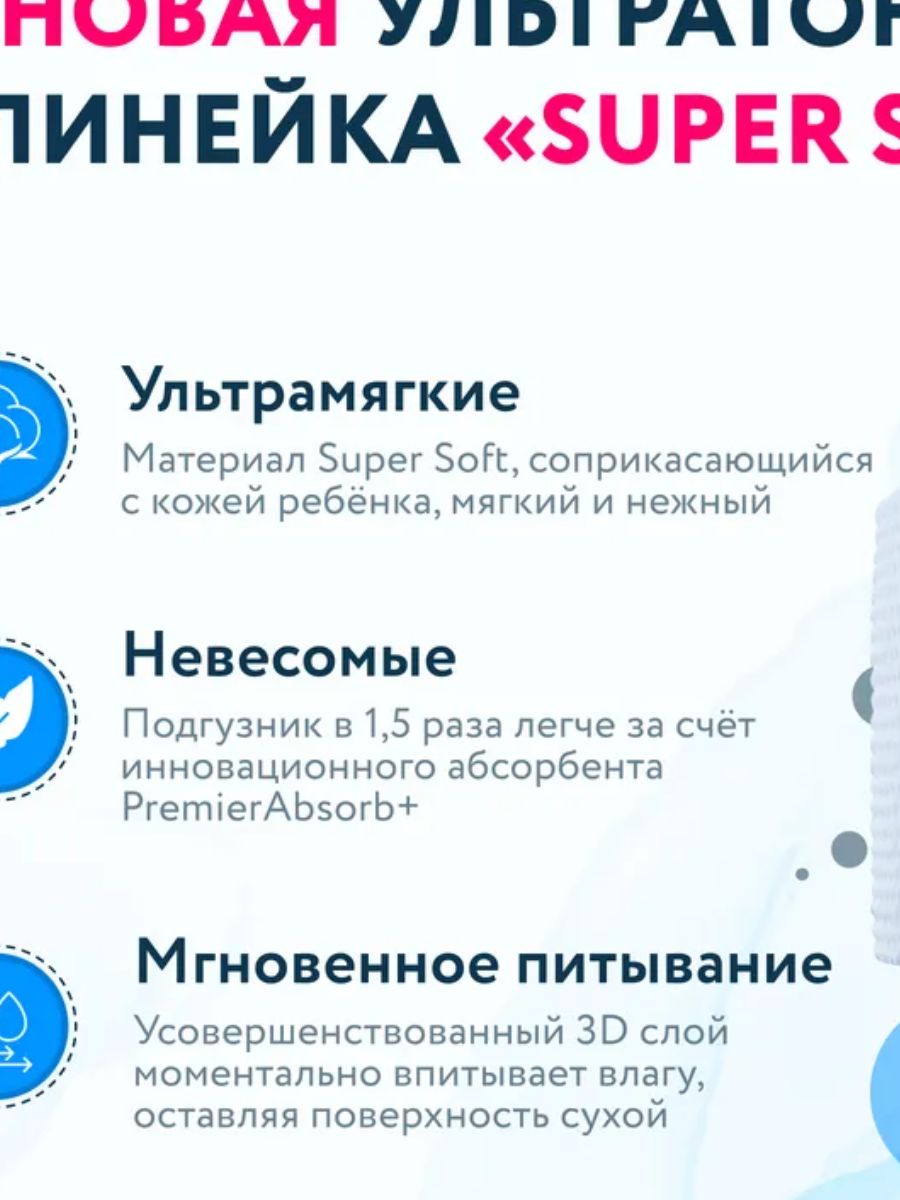 НОВАЯ УЛЬТРАТОН
ЛИНЕЙКА «SUPER S
Ультрамягкие
Материал Super Soft, соприкасающийся
с кожей ребёнка, мягкий и нежный
Невесомые
Подгузник в 1,5 раза легче за счёт
инновационного абсорбента
PremierAbsorb+
Мгновенное питывание
Усовершенствованный 3D слой
моментально впитывает влагу,
оставляя поверхность сухой